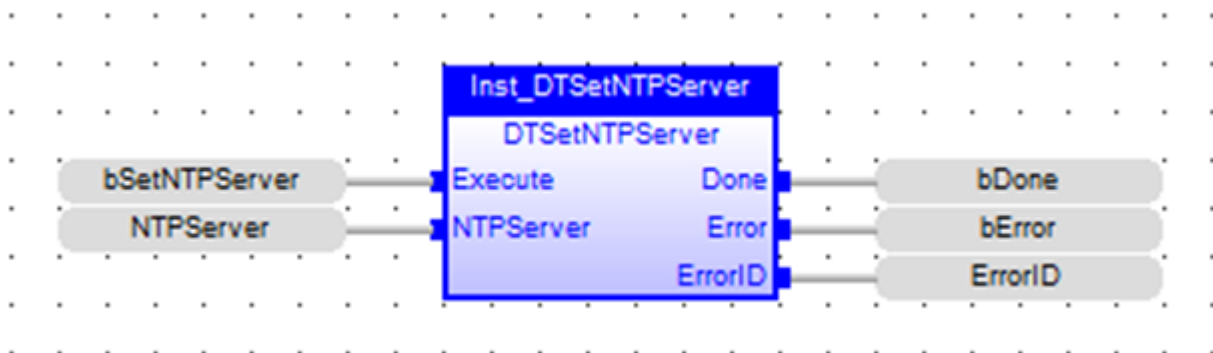 Inst_DTSetNTPServer
DTSetNTPServer
bSetNTPServer Execute Done bDone
NTPServer NTPServer Error bError
ErrorID ErrorID